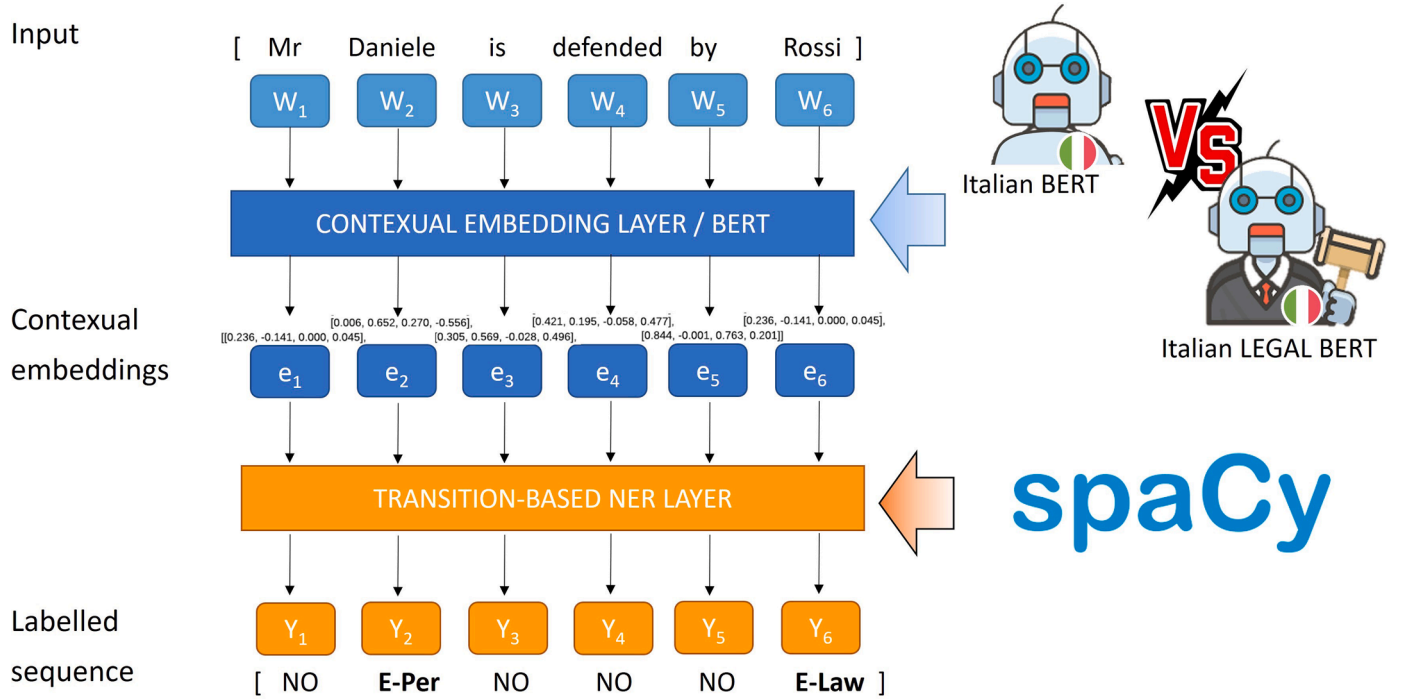 Input
[ Mr Daniele is defended by Rossi ]
W1 W2 W3 W4 W5 W6
VS
Italian BERT
CONTEXUAL EMBEDDING LAYER / BERT
Italian LEGAL BERT
Contexual
embeddings
[0.006, 0.652, 0.270, -0.556], [0.421, 0.195, -0.058, 0.477], [0.236, -0.141, 0.000, 0.045],
[[0.236, -0.141, 0.000, 0.045], [0.305, 0.569, -0.028, 0.496], [0.844, -0.001, 0.763, 0.201]]
e1 e2 e3 e4 e5 e6
TRANSITION-BASED NER LAYER
spaCy
Labelled
sequence
Y1 Y2 Y3 Y4 Y5 Y6
[ NO E-Per NO NO NO E-Law ]